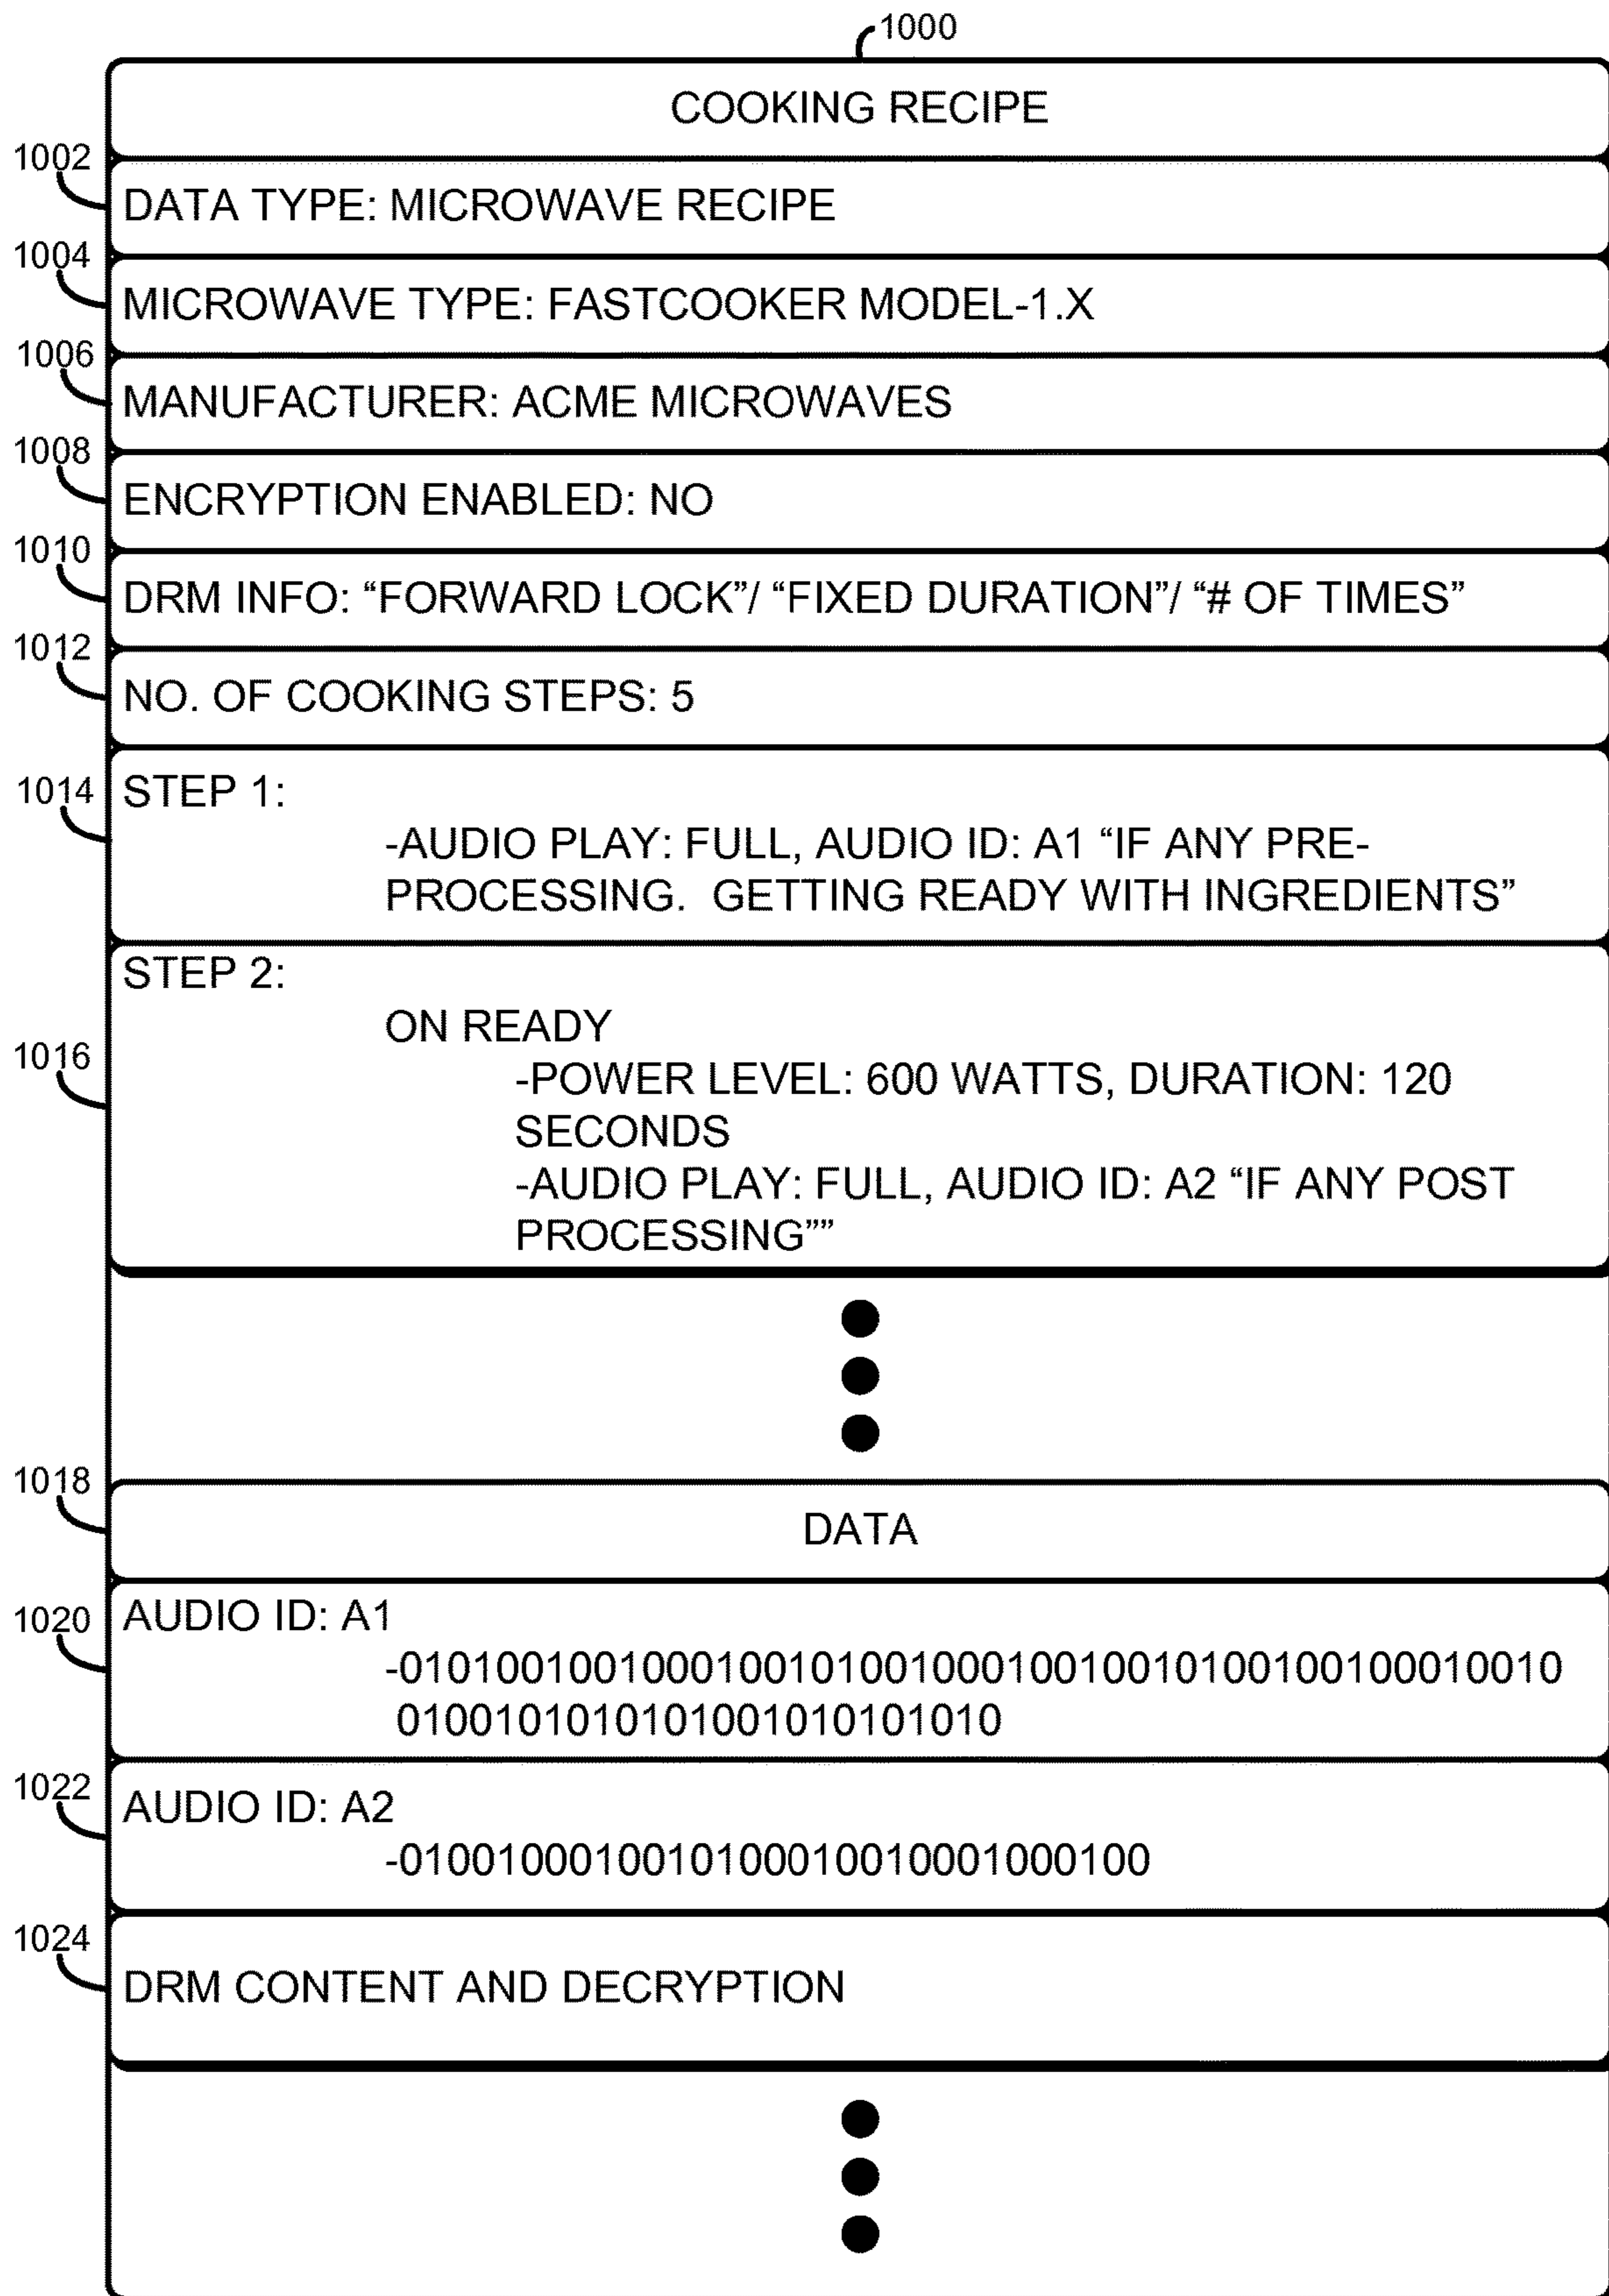 1000
COOKING RECIPE
1002
DATA TYPE: MICROWAVE RECIPE
1004
MICROWAVE TYPE: FASTCOOKER MODEL-1.X
1006
MANUFACTURER: ACME MICROWAVES
1008
ENCRYPTION ENABLED: NO
1010
DRM INFO: “FORWARD LOCK”/ “FIXED DURATION”/ “# OF TIMES”
1012
NO. OF COOKING STEPS: 5
1014
STEP 1:
-AUDIO PLAY: FULL, AUDIO ID: A1 “IF ANY PRE-
PROCESSING.  GETTING READY WITH INGREDIENTS”
STEP 2:
ON READY
1016
-POWER LEVEL: 600 WATTS, DURATION: 120
SECONDS
-AUDIO PLAY: FULL, AUDIO ID: A2 “IF ANY POST
PROCESSING””
1018
DATA
1020
AUDIO ID: A1
-010100100100010010100100010010010100100100010010
0100101010101001010101010
1022
AUDIO ID: A2
-0100100010010100010010001000100
1024
DRM CONTENT AND DECRYPTION